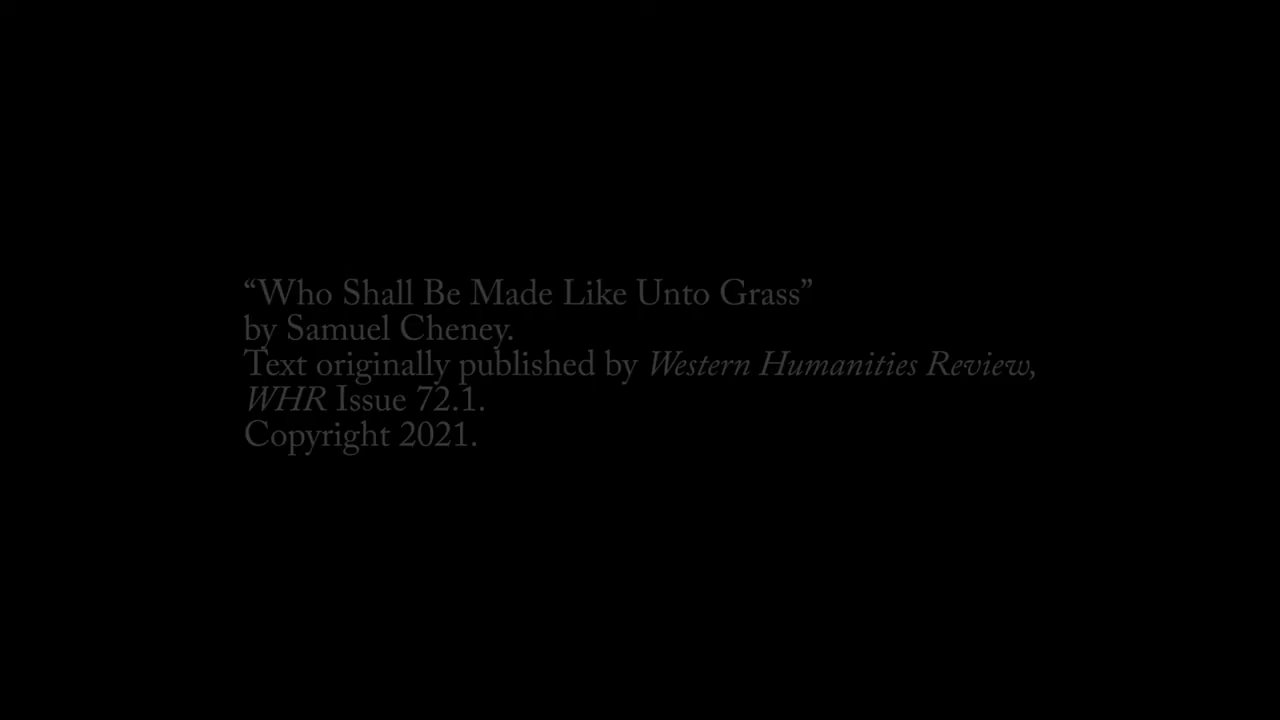 “Who Shall Be Made Like Unto Grass”
by Samuel Cheney.
Text originally published by Western Humanities Review,
WHR Issue 72.1.
Copyright 2021.